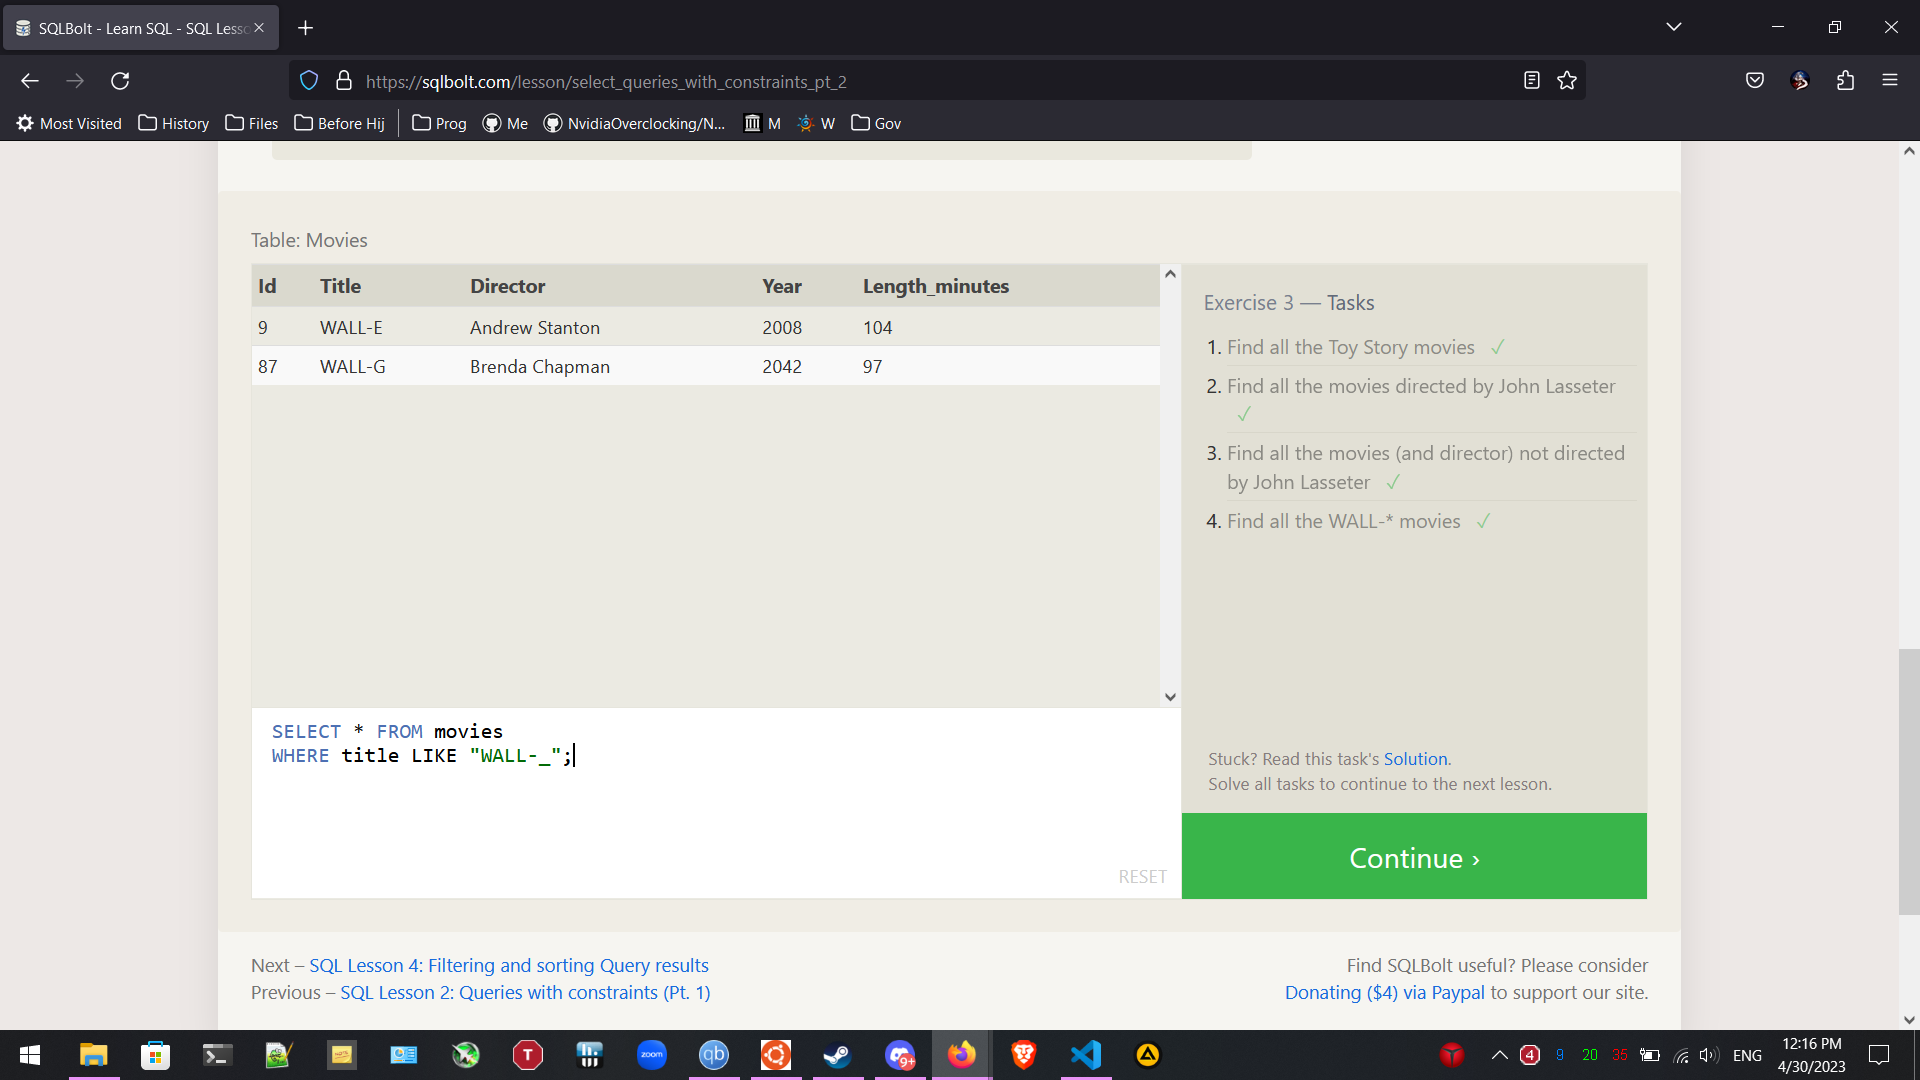 SQLBolt - Learn SQL - SQL Less
https://sqlbolt.com/lesson/select_queries_with_constraints_pt_2
Most Visited History Files Before Hij Prog Me NvidiaOverclocking/N... M W Gov
Table: Movies
Id Title Director Year Length_minutes
9 WALL-E Andrew Stanton 2008 104
87 WALL-G Brenda Chapman 2042 97
Exercise 3 — Tasks
1. Find all the Toy Story movies ✓
2. Find all the movies directed by John Lasseter
✓
3. Find all the movies (and director) not directed
by John Lasseter ✓
4. Find all the WALL-* movies ✓
SELECT * FROM movies
WHERE title LIKE "WALL-_";
RESET
Stuck? Read this task's Solution.
Solve all tasks to continue to the next lesson.
Continue ›
Next – SQL Lesson 4: Filtering and sorting Query results
Previous – SQL Lesson 2: Queries with constraints (Pt. 1)
Find SQLBolt useful? Please consider
Donating ($4) via Paypal to support our site.
T
zoom
qb
9+
4
9 20 35
ENG
12:16 PM
4/30/2023